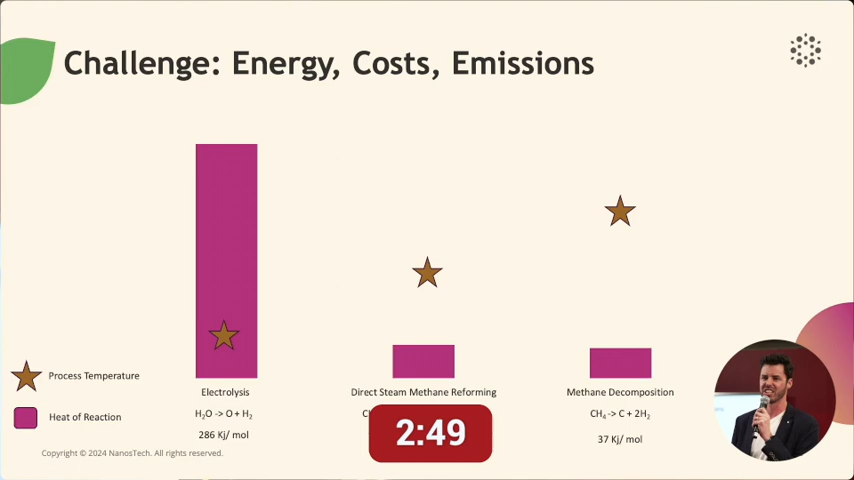 Challenge: Energy, Costs, Emissions
Process Temperature
Heat of Reaction
Electrolysis
H₂O -> O + H₂
286 Kj/ mol
Direct Steam Methane Reforming
2:49
Methane Decomposition
CH₄ -> C + 2H₂
37 Kj/ mol
Copyright © 2024 NanosTech. All rights reserved.